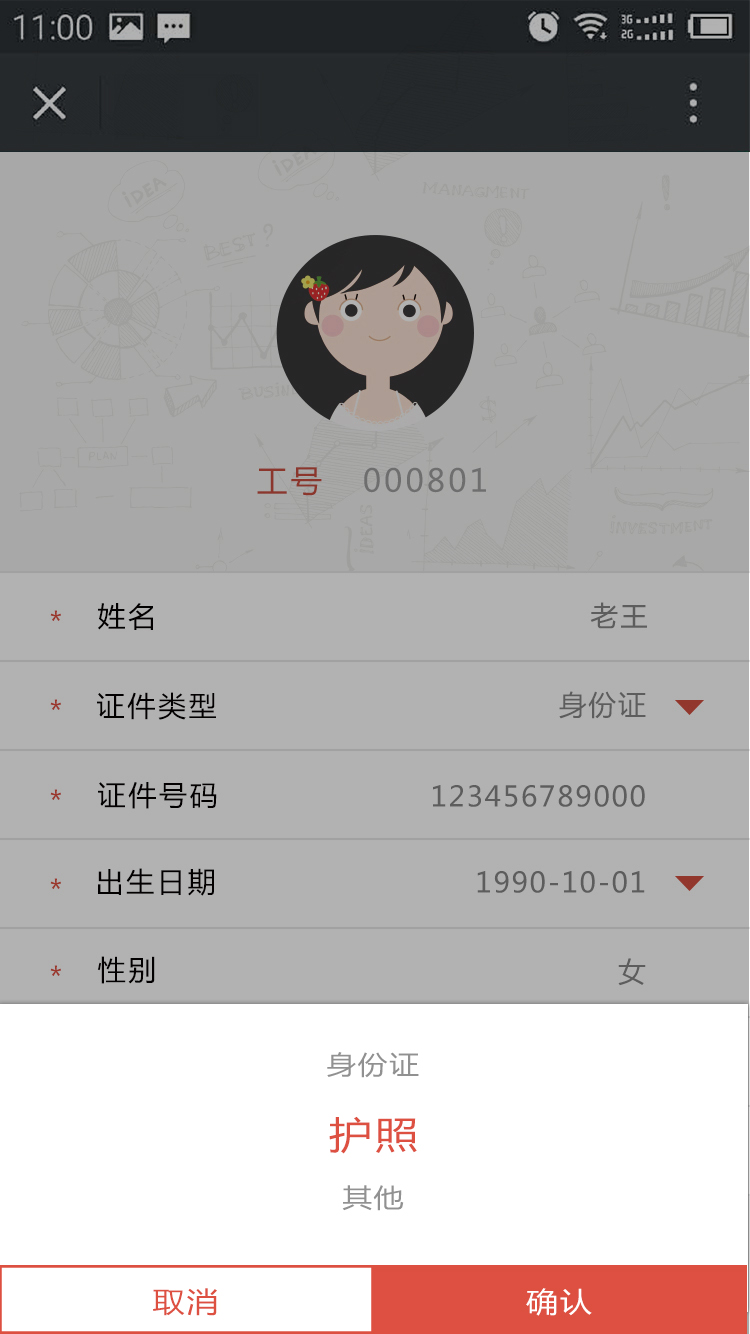 11:00
3G
2G
IDEA
IDEA
MANAGMENT
BEST?
BUSIN
PLAN
$
IDEAS
INVESTMENT
工号 000801
* 姓名 老王
* 证件类型 身份证
* 证件号码 123456789000
* 出生日期 1990-10-01
* 性别 女
身份证
护照
其他
取消 确认